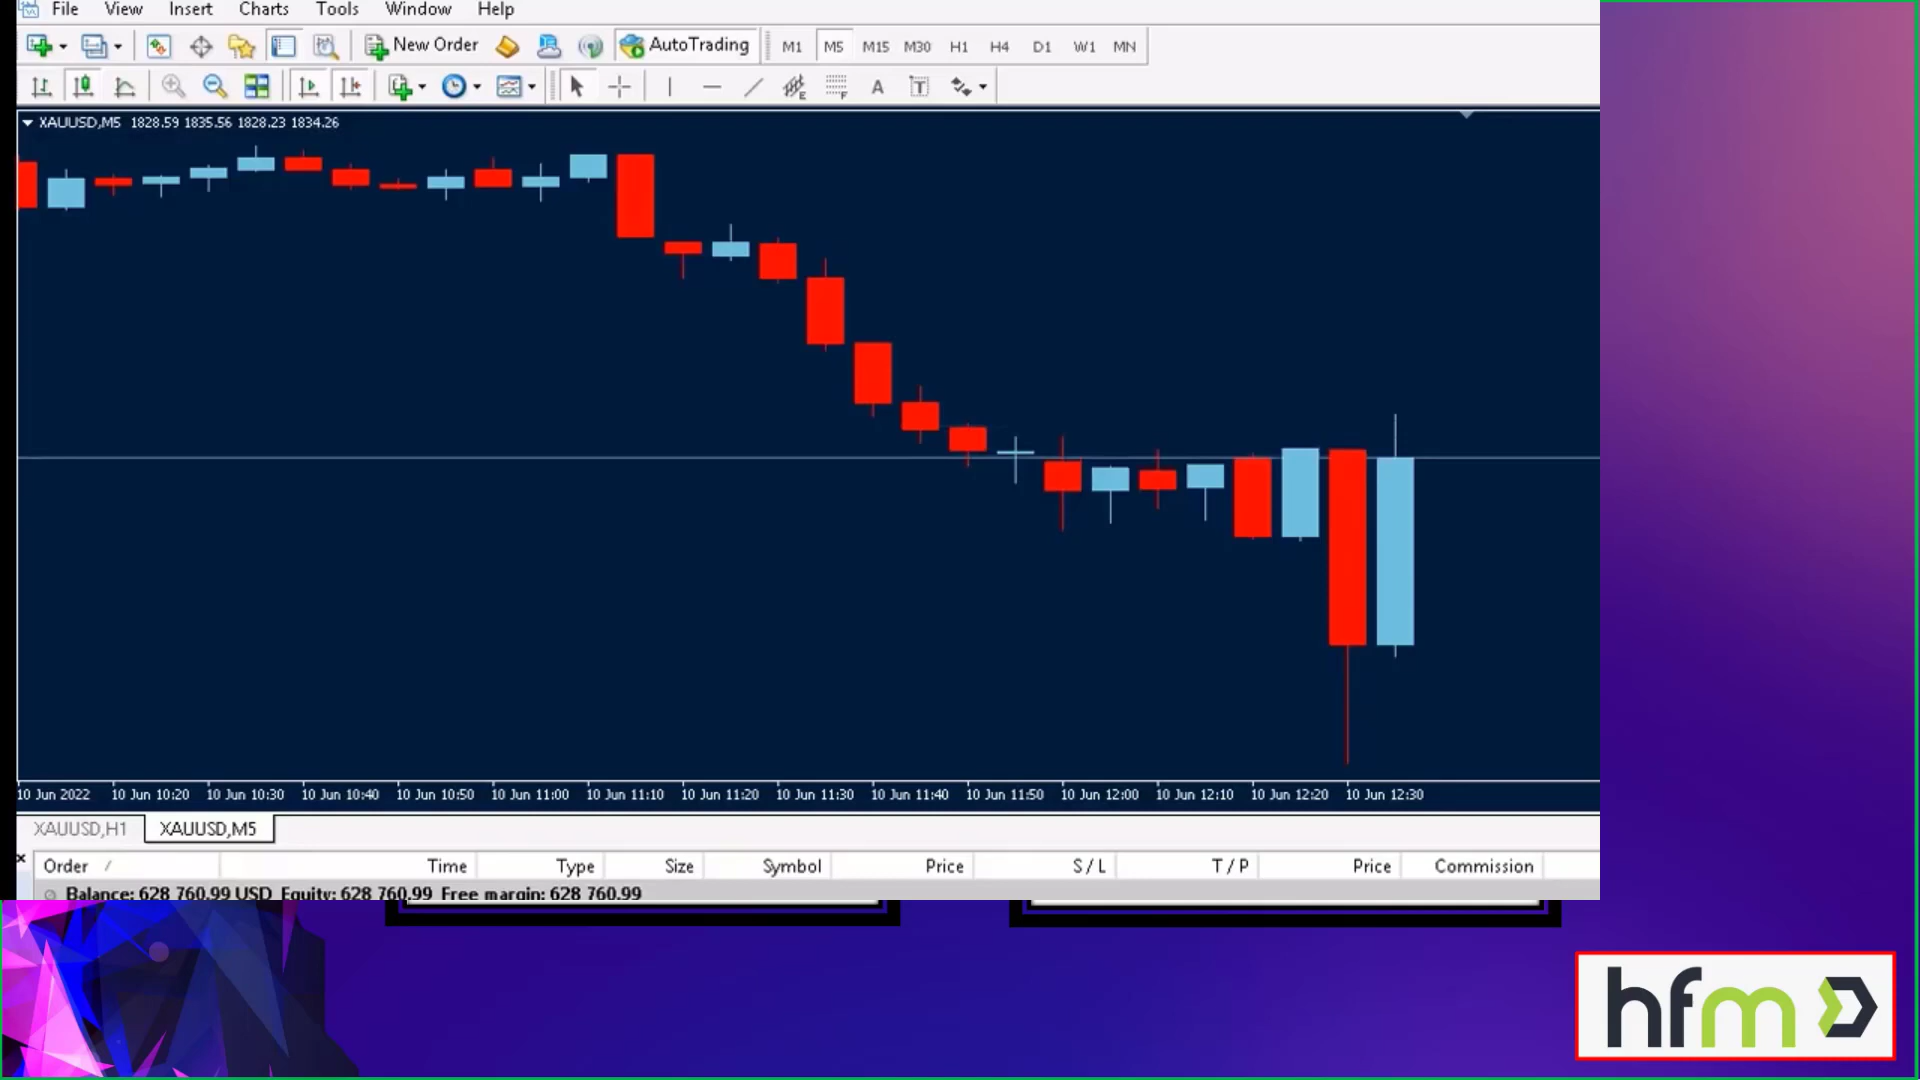 File View Insert Charts Tools Window Help
New Order AutoTrading M1 M5 M15 M30 H1 H4 D1 W1 MN
E F A T
XAUUSD,M5 1828.59 1835.56 1828.23 1834.26
10 Jun 2022 10 Jun 10:20 10 Jun 10:30 10 Jun 10:40 10 Jun 10:50 10 Jun 11:00 10 Jun 11:10 10 Jun 11:20 10 Jun 11:30 10 Jun 11:40 10 Jun 11:50 10 Jun 12:00 10 Jun 12:10 10 Jun 12:20 10 Jun 12:30
XAUUSD,H1 XAUUSD,M5
Order / Time Type Size Symbol Price S / L T / P Price Commission
Balance: 628 760.99 USD Equity: 628 760.99 Free margin: 628 760.99
hfm